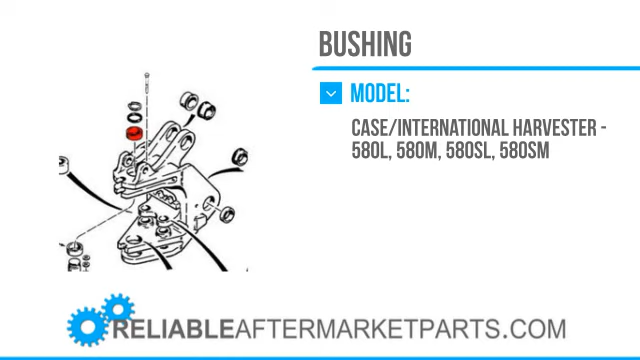 BUSHING
MODEL:
CASE/INTERNATIONAL HARVESTER -
580L, 580M, 580SL, 580SM
RELIABLEAFTERMARKETPARTS.COM